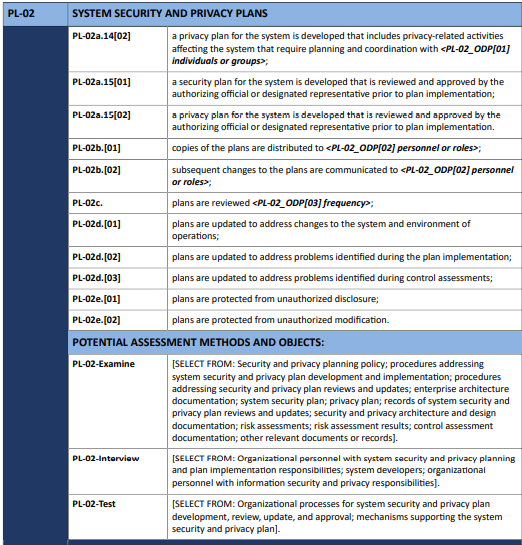 PL-02 SYSTEM SECURITY AND PRIVACY PLANS
PL-02a.14[02] a privacy plan for the system is developed that includes privacy-related activities
affecting the system that require planning and coordination with <PL-02_ODP[01]
individuals or groups>;
PL-02a.15[01] a security plan for the system is developed that is reviewed and approved by the
authorizing official or designated representative prior to plan implementation;
PL-02a.15[02] a privacy plan for the system is developed that is reviewed and approved by the
authorizing official or designated representative prior to plan implementation.
PL-02b.[01] copies of the plans are distributed to <PL-02_ODP[02] personnel or roles>;
PL-02b.[02] subsequent changes to the plans are communicated to <PL-02_ODP[02] personnel
or roles>;
PL-02c. plans are reviewed <PL-02_ODP[03] frequency>;
PL-02d.[01] plans are updated to address changes to the system and environment of
operations;
PL-02d.[02] plans are updated to address problems identified during the plan implementation;
PL-02d.[03] plans are updated to address problems identified during control assessments;
PL-02e.[01] plans are protected from unauthorized disclosure;
PL-02e.[02] plans are protected from unauthorized modification.
POTENTIAL ASSESSMENT METHODS AND OBJECTS:
PL-02-Examine [SELECT FROM: Security and privacy planning policy; procedures addressing
system security and privacy plan development and implementation; procedures
addressing security and privacy plan reviews and updates; enterprise architecture
documentation; system security plan; privacy plan; records of system security and
privacy plan reviews and updates; security and privacy architecture and design
documentation; risk assessments; risk assessment results; control assessment
documentation; other relevant documents or records].
PL-02-Interview [SELECT FROM: Organizational personnel with system security and privacy planning
and plan implementation responsibilities; system developers; organizational
personnel with information security and privacy responsibilities].
PL-02-Test [SELECT FROM: Organizational processes for system security and privacy plan
development, review, update, and approval; mechanisms supporting the system
security and privacy plan].